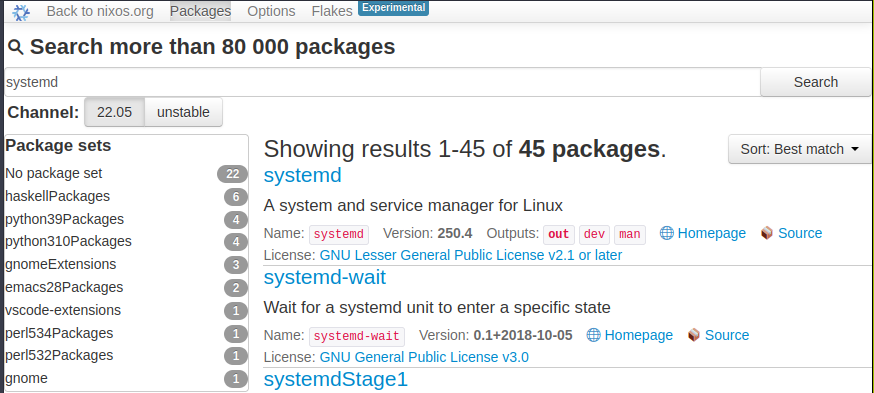 Back to nixos.org Packages Options Flakes Experimental
Search more than 80 000 packages
systemd Search
Channel: 22.05 unstable
Package sets
No package set 22
haskellPackages 6
python39Packages 4
python310Packages 4
gnomeExtensions 3
emacs28Packages 2
vscode-extensions 1
perl534Packages 1
perl532Packages 1
gnome 1
Showing results 1-45 of 45 packages.
Sort: Best match
systemd
A system and service manager for Linux
Name: systemd Version: 250.4 Outputs: out dev man Homepage Source
License: GNU Lesser General Public License v2.1 or later
systemd-wait
Wait for a systemd unit to enter a specific state
Name: systemd-wait Version: 0.1+2018-10-05 Homepage Source
License: GNU General Public License v3.0
systemdStage1